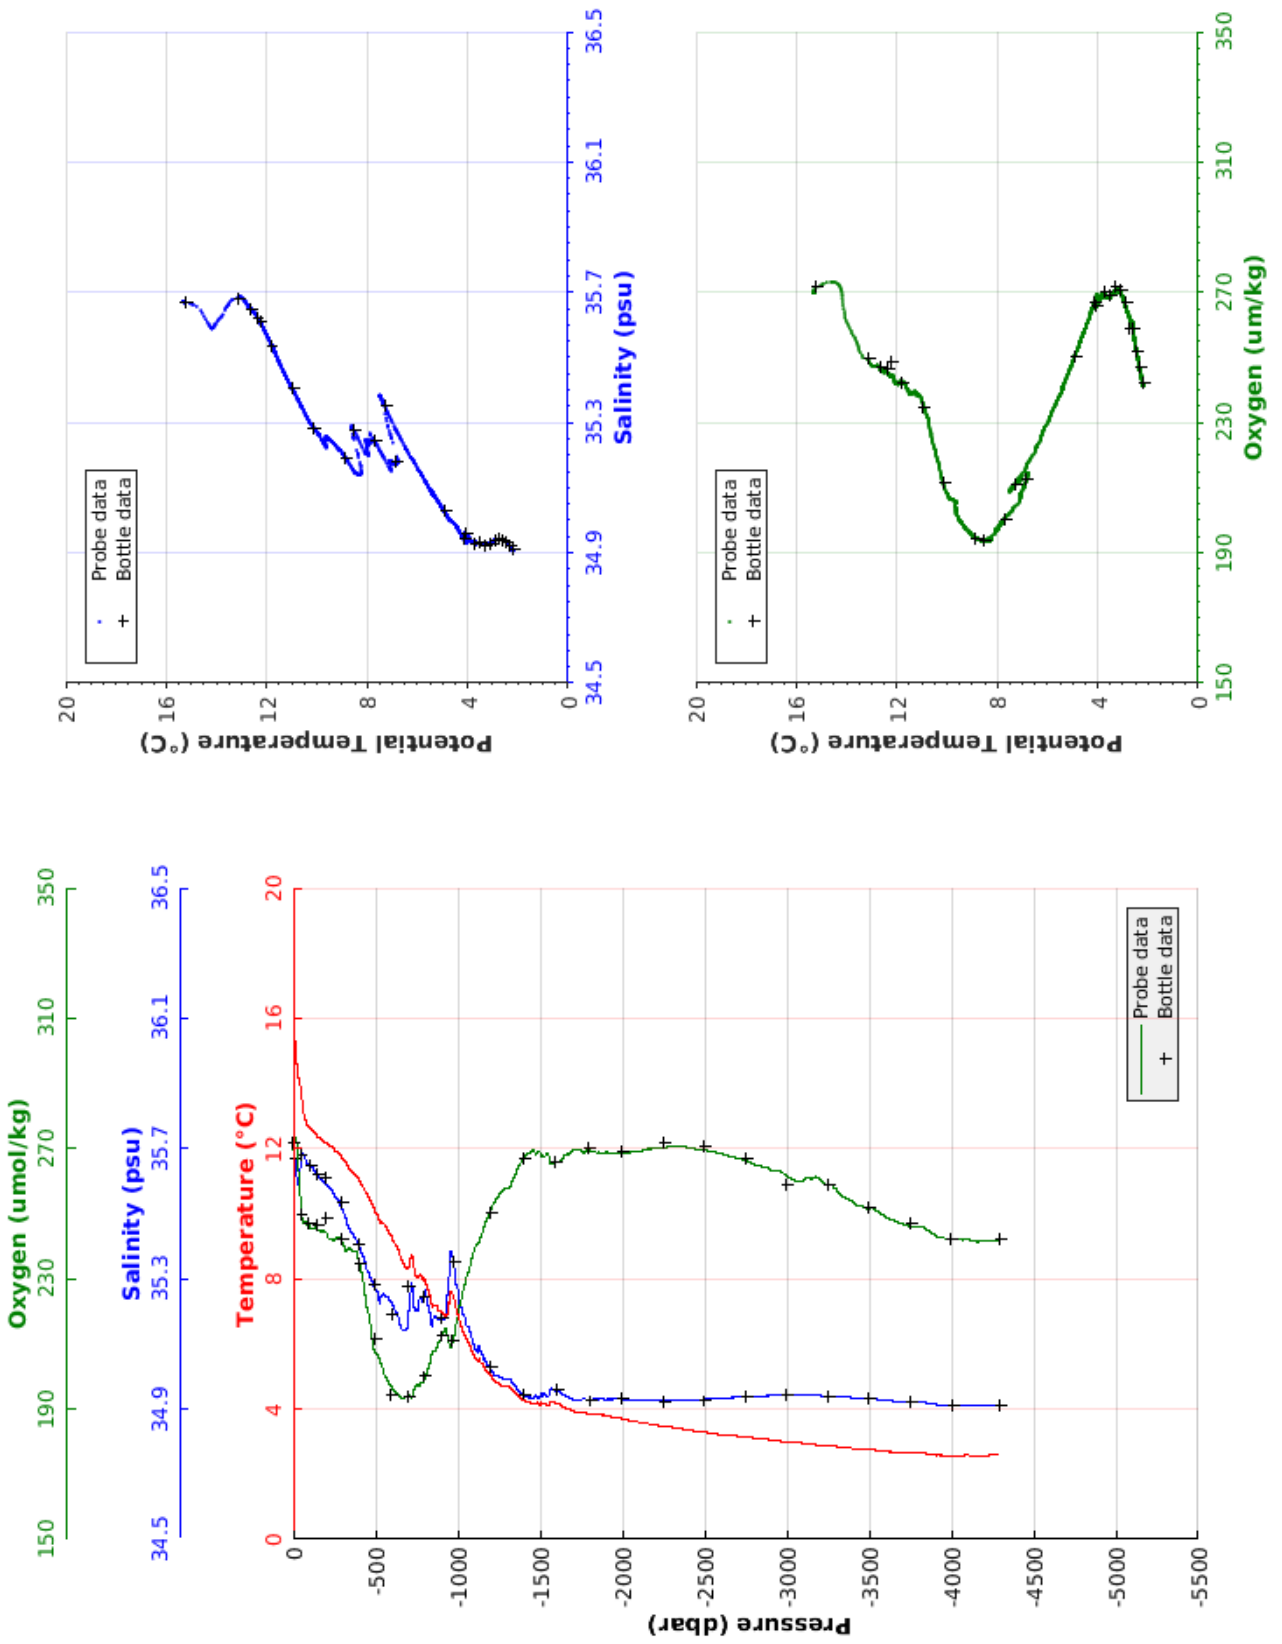 Oxygen (umol/kg)
150 190 230 270 310 350
Salinity (psu)
34.5 34.9 35.3 35.7 36.1 36.5
Temperature (°C)
0 4 8 12 16 20
Pressure (dbar)
0
-500
-1000
-1500
-2000
-2500
-3000
-3500
-4000
-4500
-5000
-5500
Probe data
Bottle data
Potential Temperature (°C)
20
16
12
8
4
0
Probe data
Bottle data
34.5 34.9 35.3 35.7 36.1 36.5
Salinity (psu)
Potential Temperature (°C)
20
16
12
8
4
0
Probe data
Bottle data
150 190 230 270 310 350
Oxygen (um/kg)